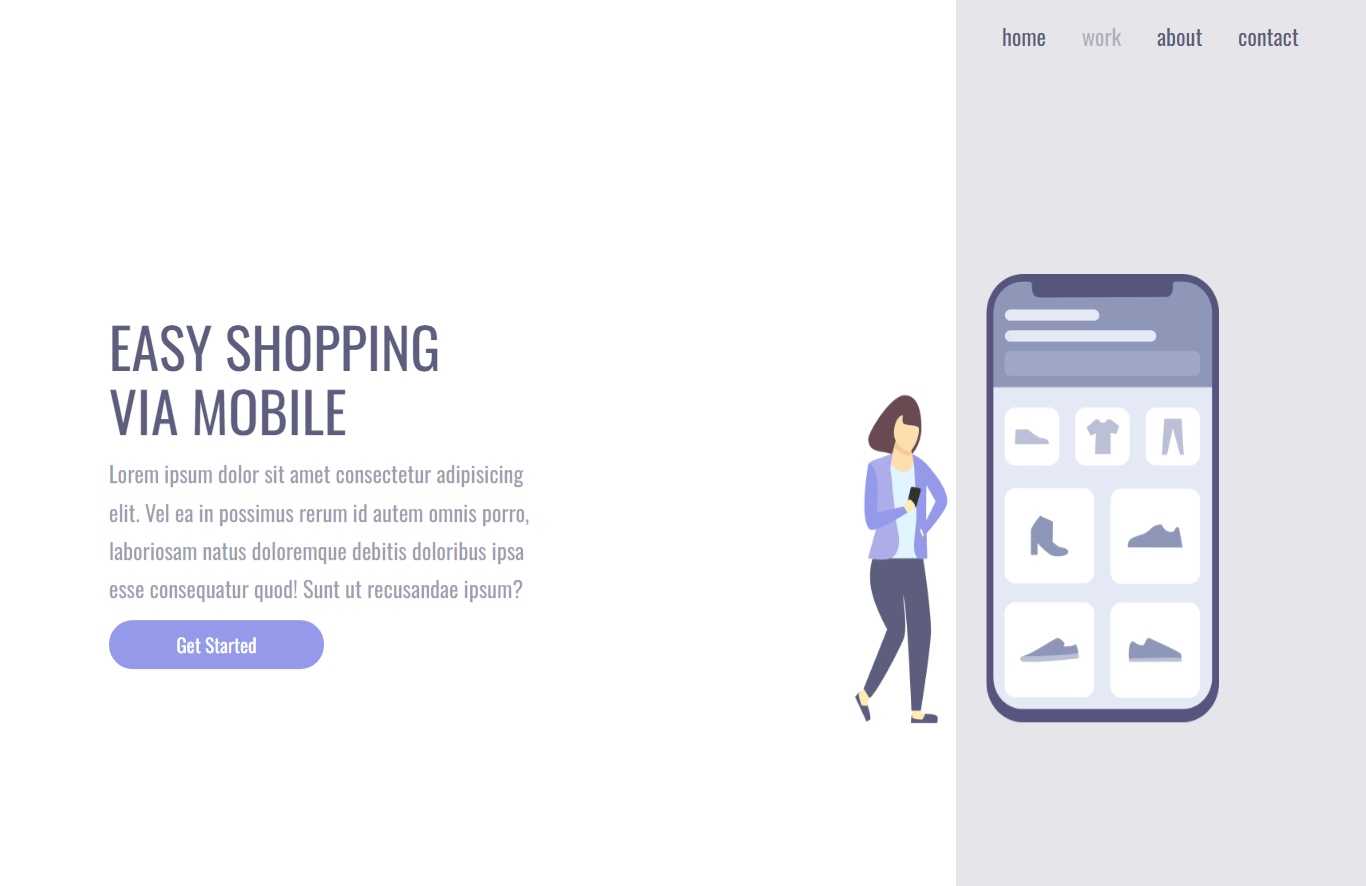 home work about contact
EASY SHOPPING
VIA MOBILE
Lorem ipsum dolor sit amet consectetur adipisicing
elit. Vel ea in possimus rerum id autem omnis porro,
laboriosam natus doloremque debitis doloribus ipsa
esse consequatur quod! Sunt ut recusandae ipsum?
Get Started